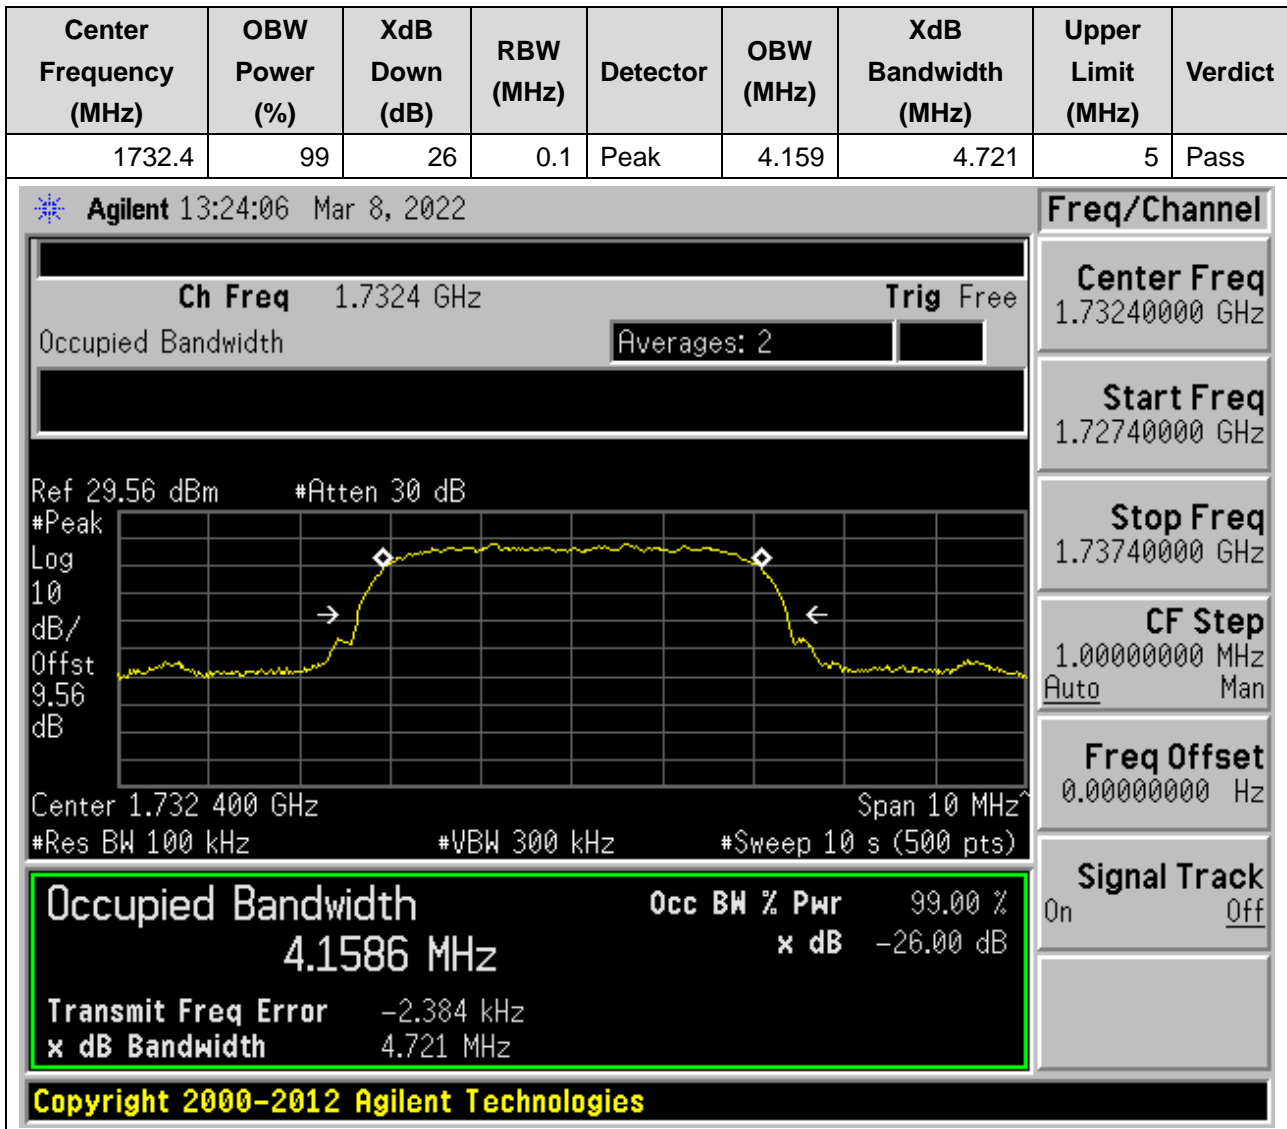 Center Frequency (MHz) OBW Power (%) XdB Down (dB) RBW (MHz) Detector OBW (MHz) XdB Bandwidth (MHz) Upper Limit (MHz) Verdict
1732.4 99 26 0.1 Peak 4.159 4.721 5 Pass
Agilent 13:24:06 Mar 8, 2022
Freq/Channel
Ch Freq 1.7324 GHz Trig Free
Occupied Bandwidth Averages: 2
Ref 29.56 dBm #Atten 30 dB
#Peak
Log
10
dB/
Offst
9.56
dB
Center 1.732 400 GHz Span 10 MHz^
#Res BW 100 kHz #VBW 300 kHz #Sweep 10 s (500 pts)
Occupied Bandwidth Occ BW % Pwr 99.00 %
4.1586 MHz x dB -26.00 dB
Transmit Freq Error -2.384 kHz
x dB Bandwidth 4.721 MHz
Copyright 2000-2012 Agilent Technologies
Center Freq
1.73240000 GHz
Start Freq
1.72740000 GHz
Stop Freq
1.73740000 GHz
CF Step
1.00000000 MHz
Auto Man
Freq Offset
0.00000000 Hz
Signal Track
On Off